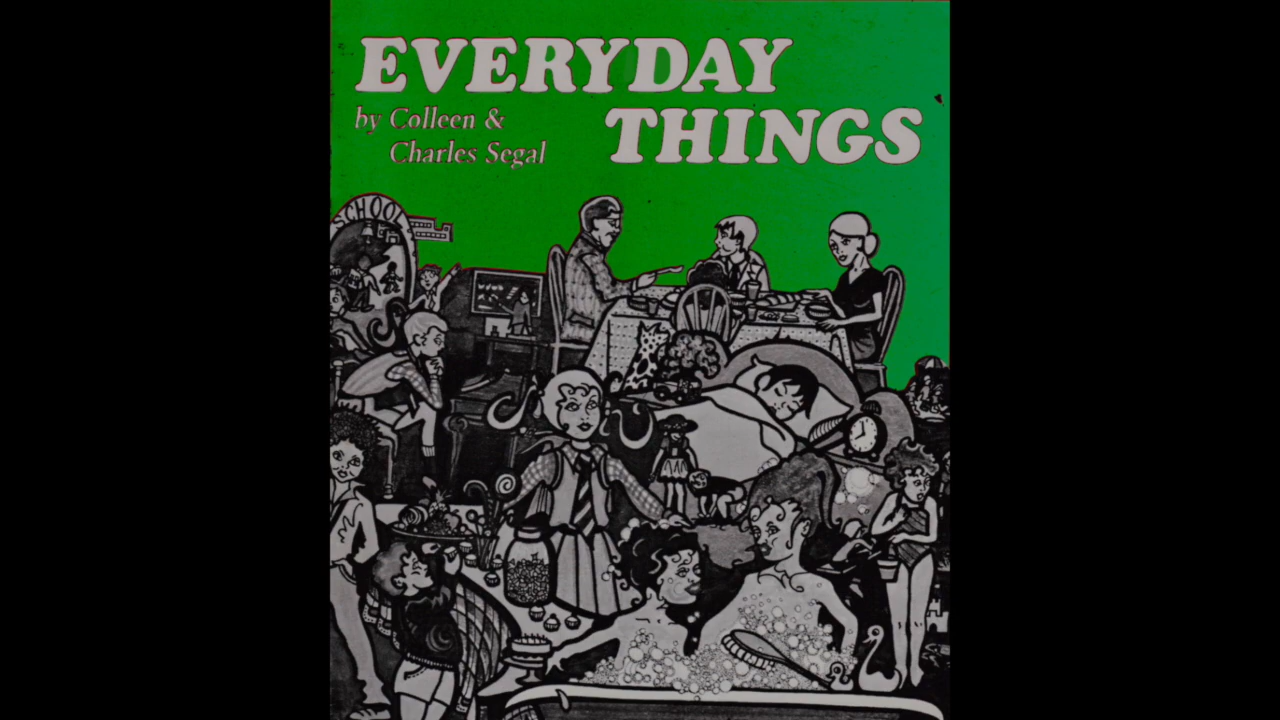 EVERYDAY
THINGS
by Colleen &
Charles Segal
SCHOOL